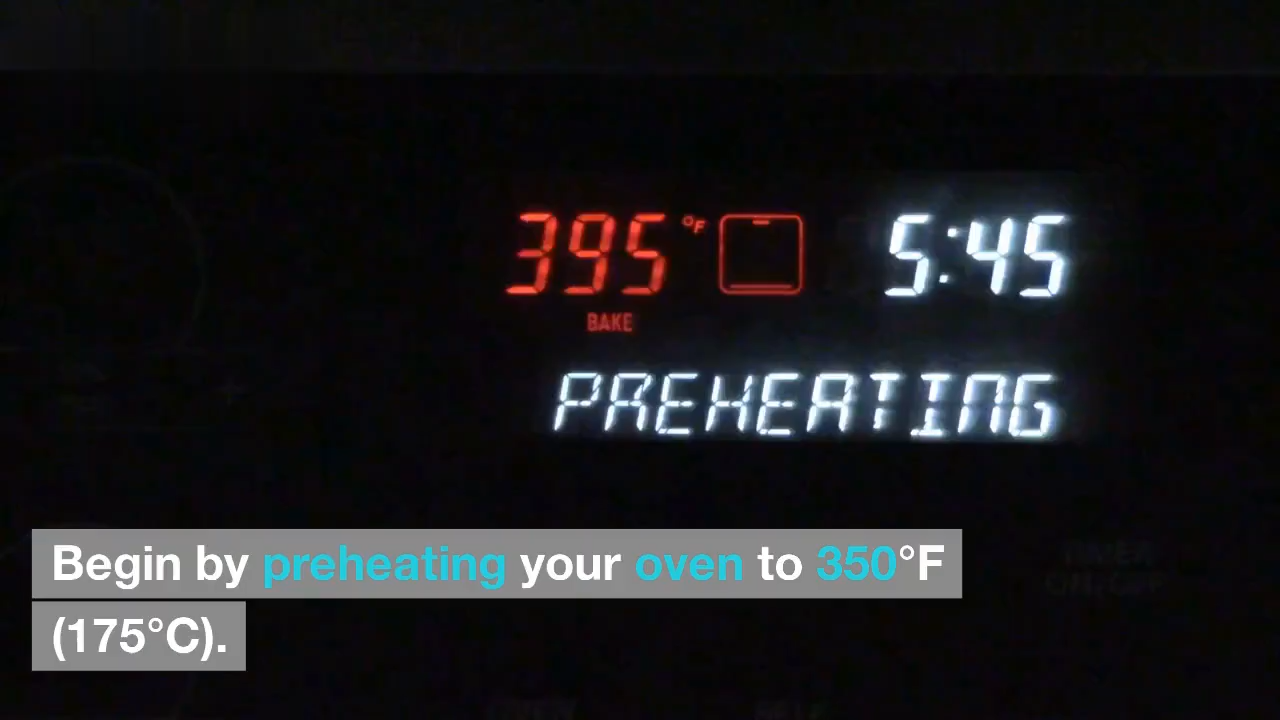 395 °F 5:45
BAKE
PREHEATING
Begin by preheating your oven to 350°F
(175°C).